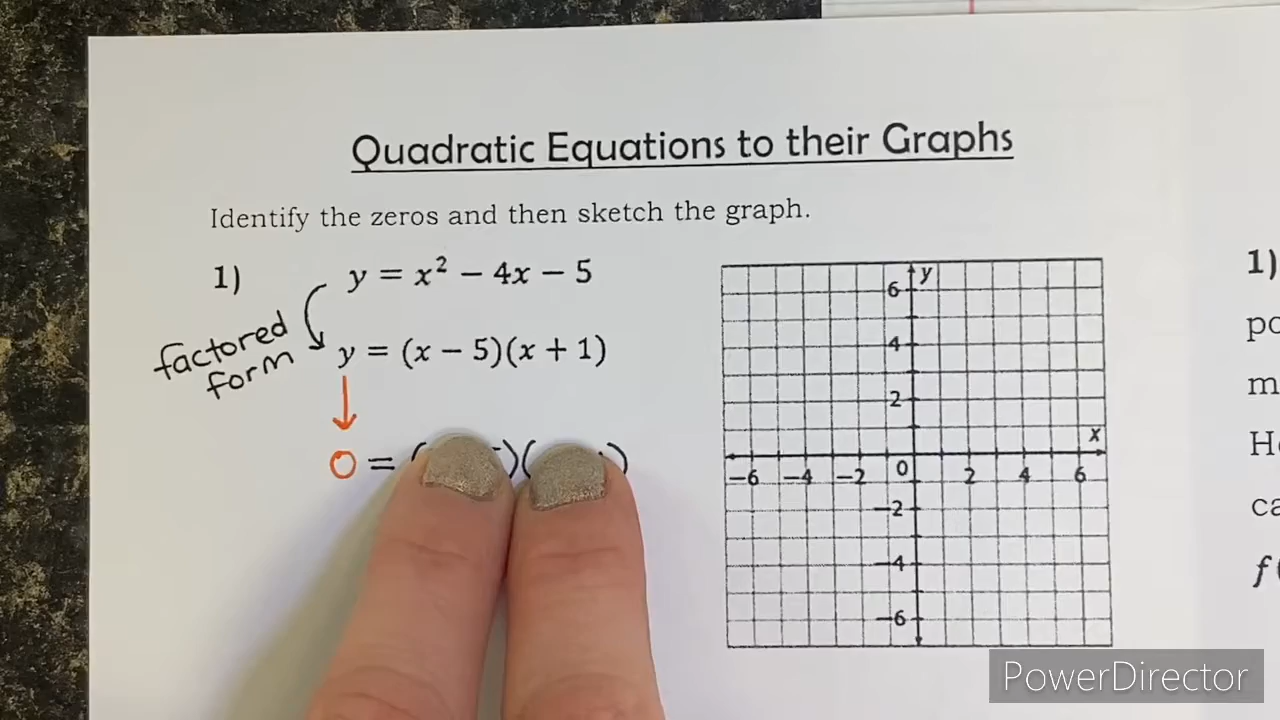 Quadratic Equations to their Graphs
Identify the zeros and then sketch the graph.
1) y = x² − 4x − 5
factored form
y = (x − 5)(x + 1)
0 = ( )( )
y
6
4
2
x
−6 −4 −2 0 2 4 6
−2
−4
−6
1)
po
m
H
ca
f(
PowerDirector